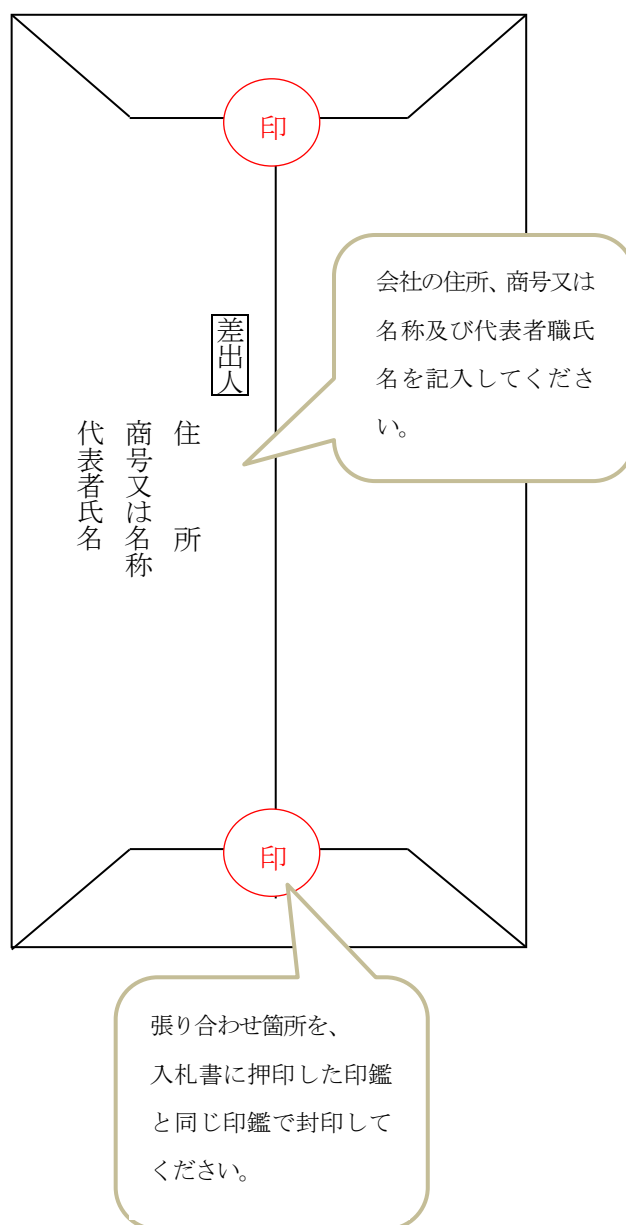 印
会社の住所、商号又は
名称及び代表者職氏
名を記入してくださ
い。
差出人
住所
商号又は名称
代表者氏名
印
張り合わせ箇所を、
入札書に押印した印鑑
と同じ印鑑で封印して
ください。